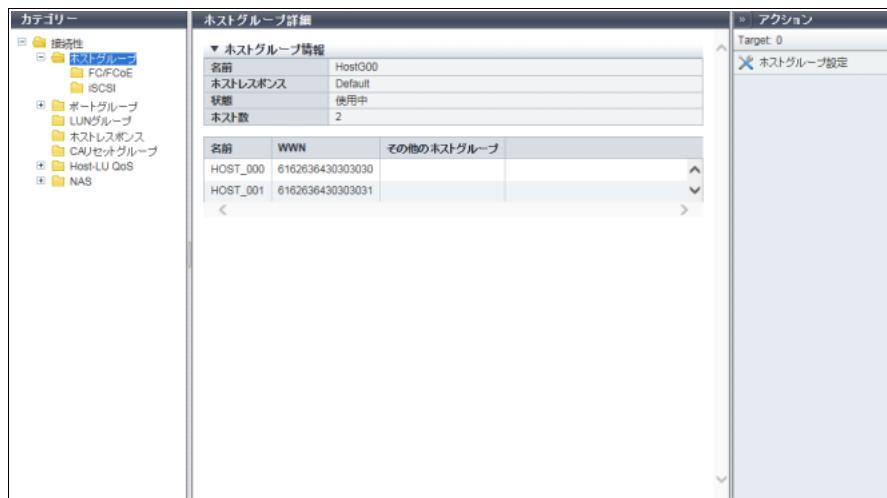 カテゴリー
接続性
ホストグループ
FC/FCoE
iSCSI
ポートグループ
LUNグループ
ホストレスポンス
CAリセットグループ
Host-LU QoS
NAS
ホストグループ詳細
▼ ホストグループ情報
名前 HostG00
ホストレスポンス Default
状態 使用中
ホスト数 2
名前 WWN その他のホストグループ
HOST_000 6162636430303030
HOST_001 6162636430303031
» アクション
Target: 0
ホストグループ設定